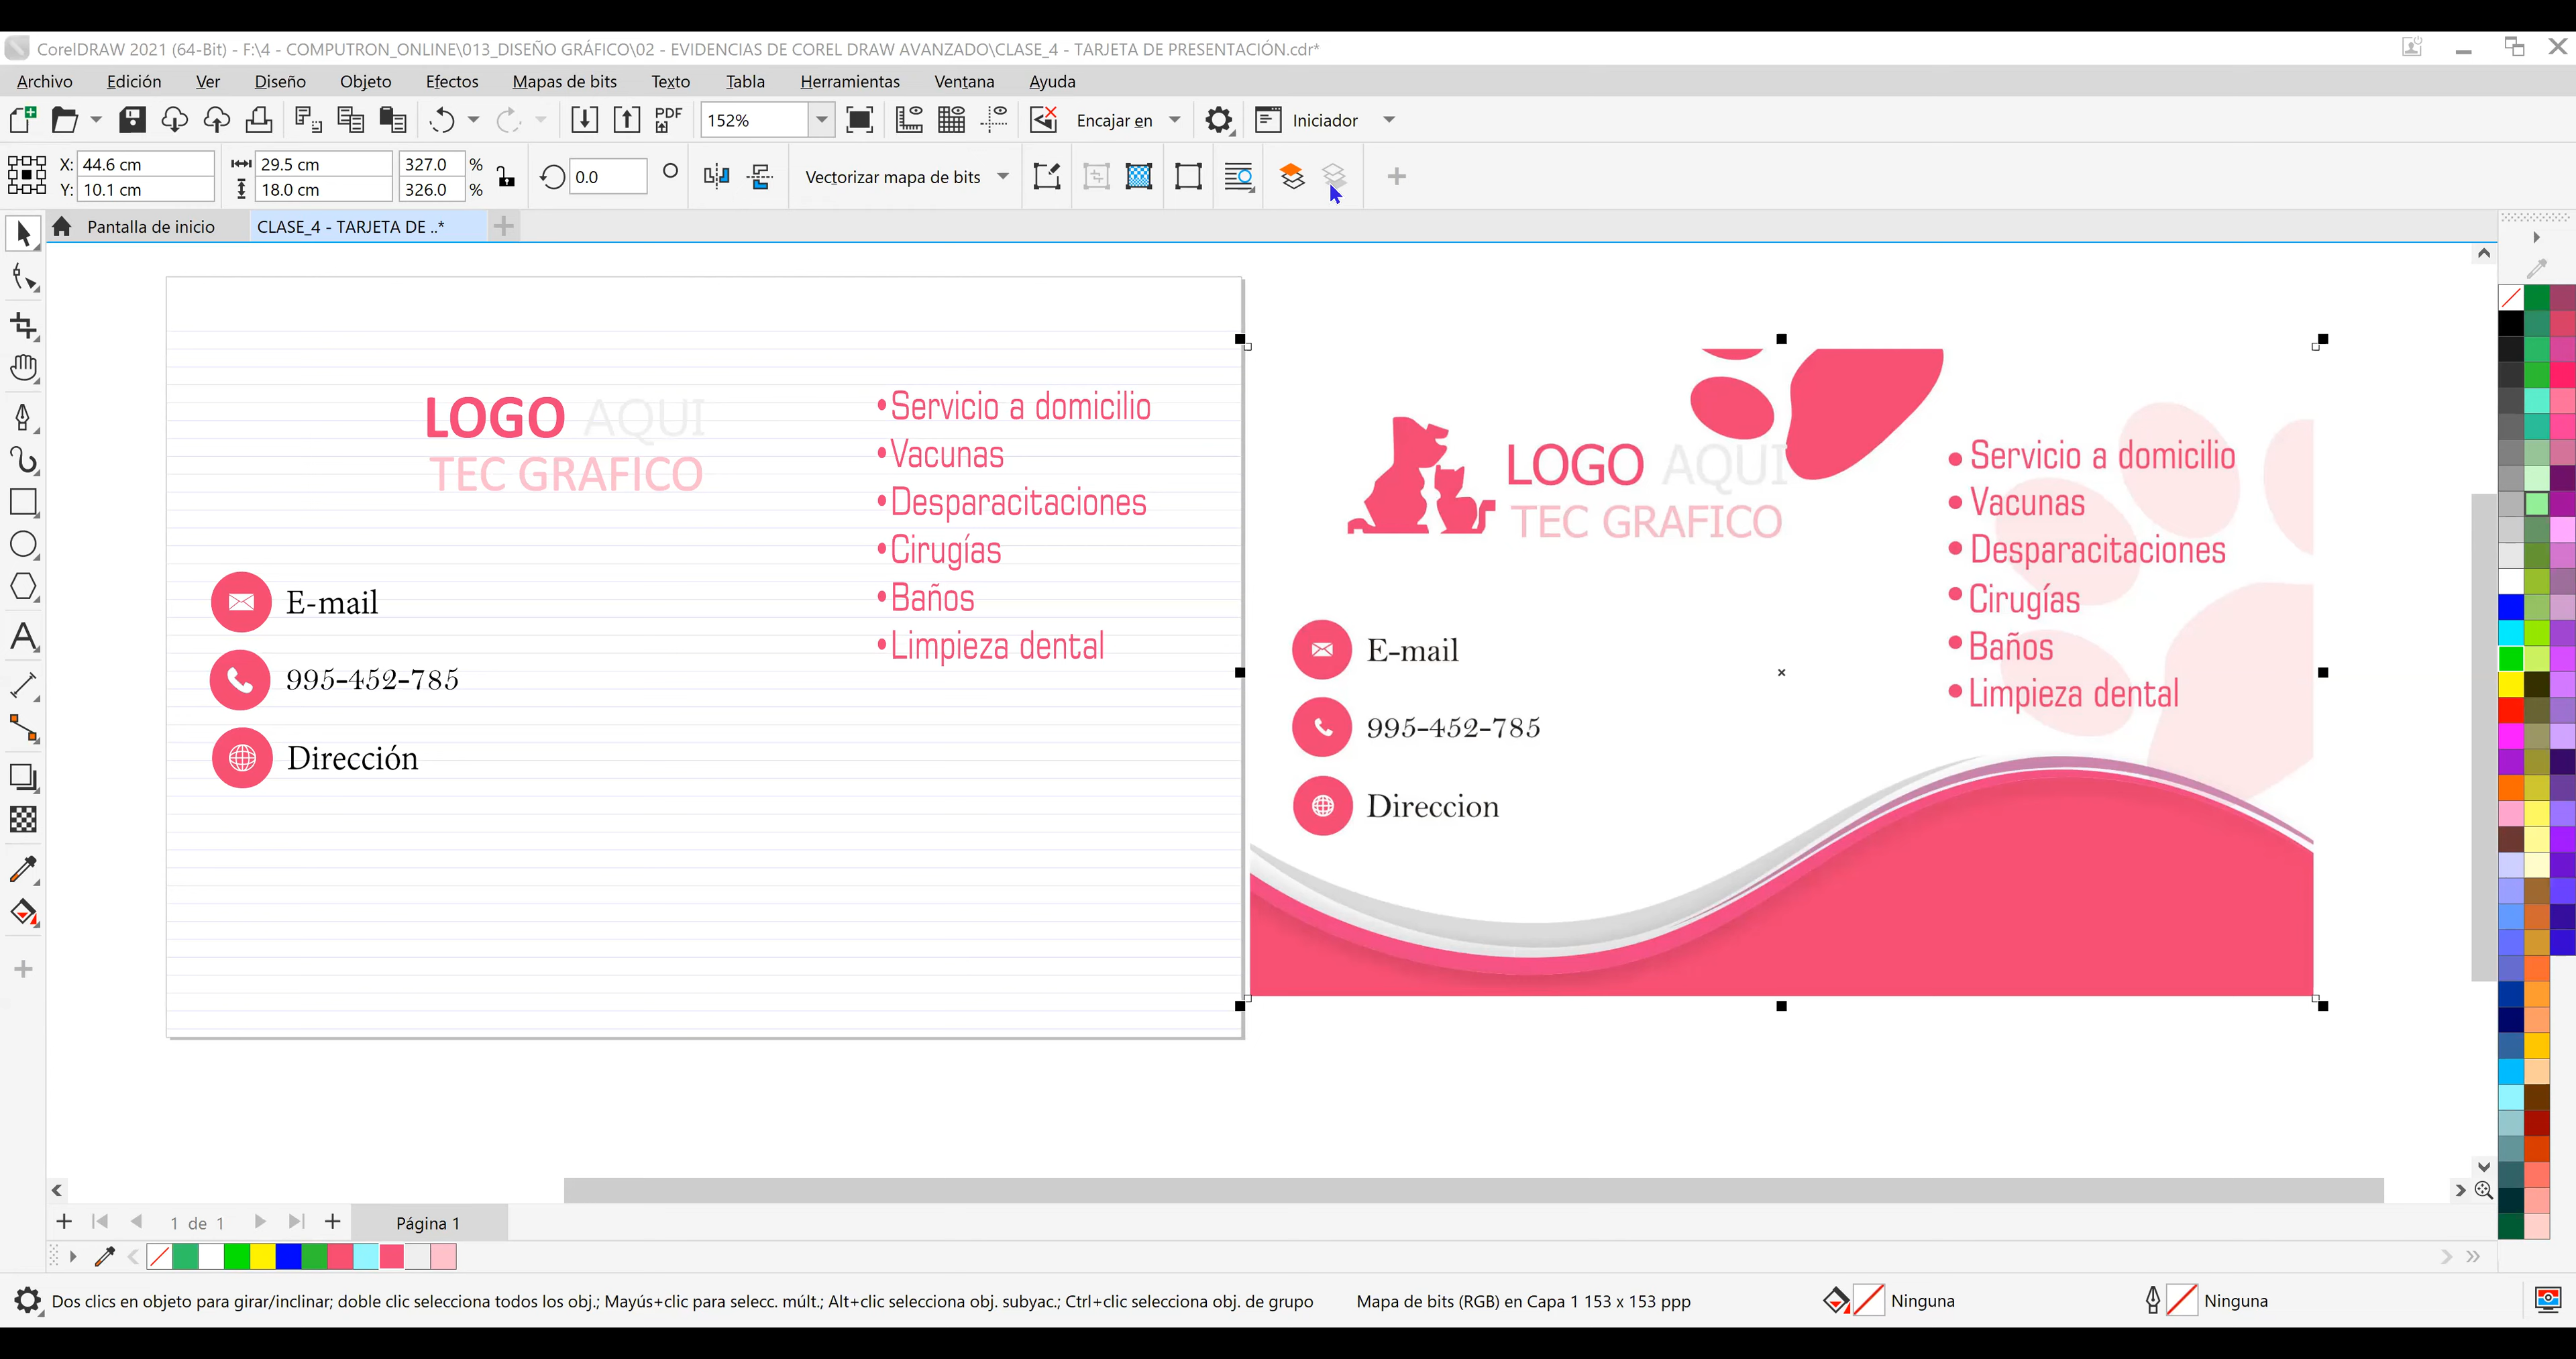 CorelDRAW 2021 (64-Bit) - F:\4 - COMPUTRON_ONLINE\013_DISEÑO GRÁFICO\02 - EVIDENCIAS DE COREL DRAW AVANZADO\CLASE_4 - TARJETA DE PRESENTACIÓN.cdr*
Archivo Edición Ver Diseño Objeto Efectos Mapas de bits Texto Tabla Herramientas Ventana Ayuda
PDF 152% Encajar en Iniciador
X: 44.6 cm 29.5 cm 327.0 %
Y: 10.1 cm 18.0 cm 326.0 %
0.0 Vectorizar mapa de bits
Pantalla de inicio CLASE_4 - TARJETA DE ..*
LOGO AQUI
TEC GRAFICO
•Servicio a domicilio
•Vacunas
•Desparacitaciones
•Cirugías
•Baños
•Limpieza dental
E-mail
995-452-785
Dirección
LOGO AQUI
TEC GRAFICO
• Servicio a domicilio
• Vacunas
• Desparacitaciones
• Cirugías
• Baños
• Limpieza dental
E-mail
995-452-785
Direccion
1 de 1 Página 1
Dos clics en objeto para girar/inclinar; doble clic selecciona todos los obj.; Mayús+clic para selecc. múlt.; Alt+clic selecciona obj. subyac.; Ctrl+clic selecciona obj. de grupo Mapa de bits (RGB) en Capa 1 153 x 153 ppp Ninguna Ninguna